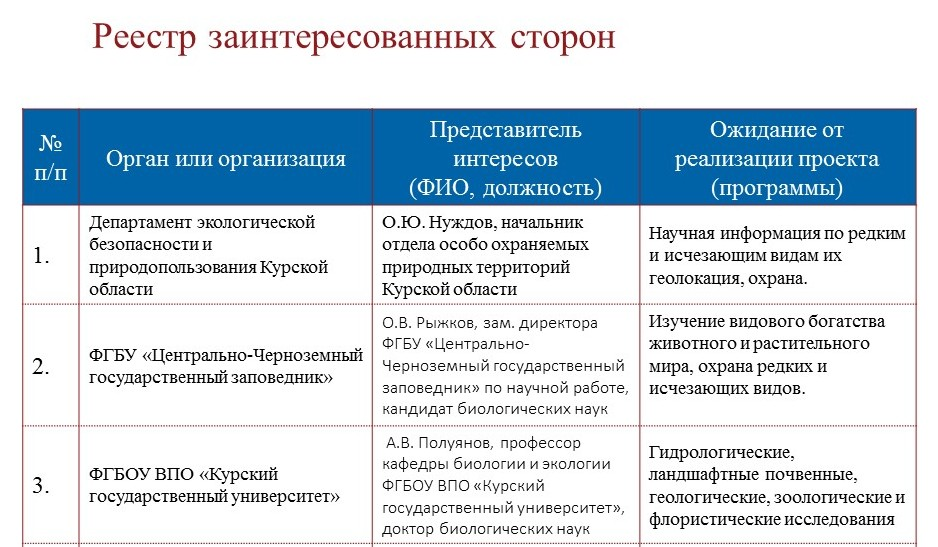 Реестр заинтересованных сторон
№
п/п
Орган или организация
Представитель
интересов
(ФИО, должность)
Ожидание от
реализации проекта
(программы)
1.
Департамент экологической
безопасности и
природопользования Курской
области
О.Ю. Нуждов, начальник
отдела особо охраняемых
природных территорий
Курской области
Научная информация по редким
и исчезающим видам их
геолокация, охрана.
2.
ФГБУ «Центрально-Черноземный
государственный заповедник»
О.В. Рыжков, зам. директора
ФГБУ «Центрально-
Черноземный государственный
заповедник» по научной работе,
кандидат биологических наук
Изучение видового богатства
животного и растительного
мира, охрана редких и
исчезающих видов.
3.
ФГБОУ ВПО «Курский
государственный университет»
А.В. Полуянов, профессор
кафедры биологии и экологии
ФГБОУ ВПО «Курский
государственный университет»,
доктор биологических наук
Гидрологические,
ландшафтные почвенные,
геологические, зоологические и
флористические исследования